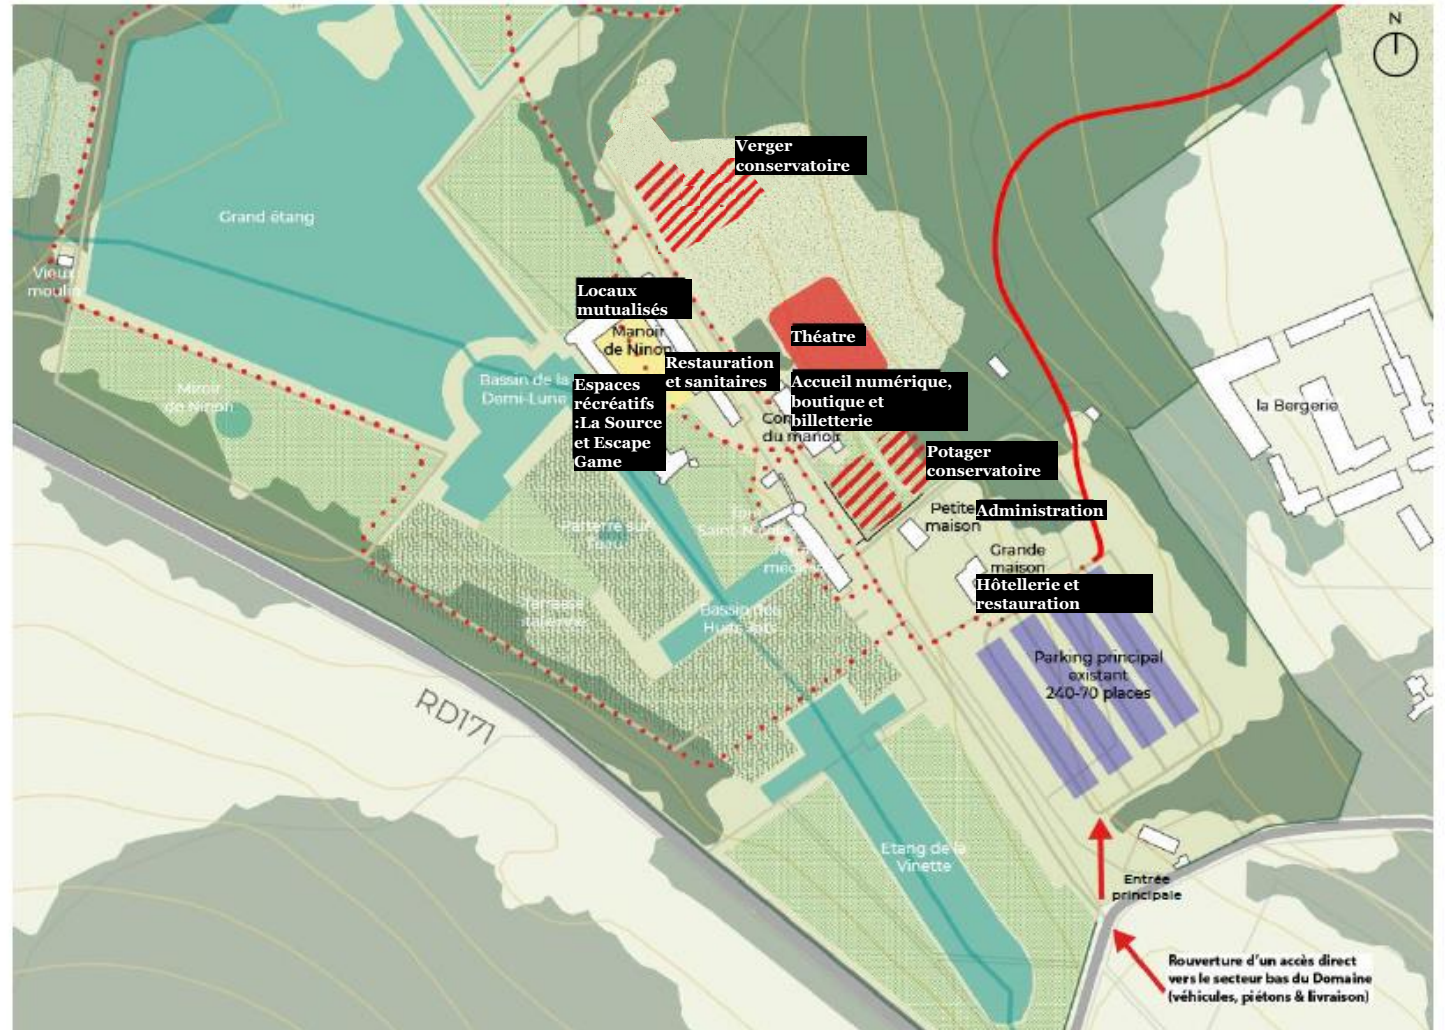 N
Verger
conservatoire
Grand étang
Vieux
moulin
Locaux
mutualisés
Manoir
de Ninon
Théatre
Restauration
et sanitaires
Miroir
de Ninon
Bassin de la
Demi-Lune
Espaces
récréatifs
:La Source
et Escape
Game
Accueil numérique,
boutique et
billetterie
la Bergerie
du manoir
Potager
conservatoire
Petite
maison
Administration
Parterre sur
eau
Grande
maison
Hôtellerie et
restauration
Terrasse
italienne
Bassin des
Huits Jets
Parking principal
existant
240-70 places
RD171
Etang de la
Vinette
Entrée
principale
Rouverture d'un accès direct
vers le secteur bas du Domaine
(véhicules, piétons & livraison)